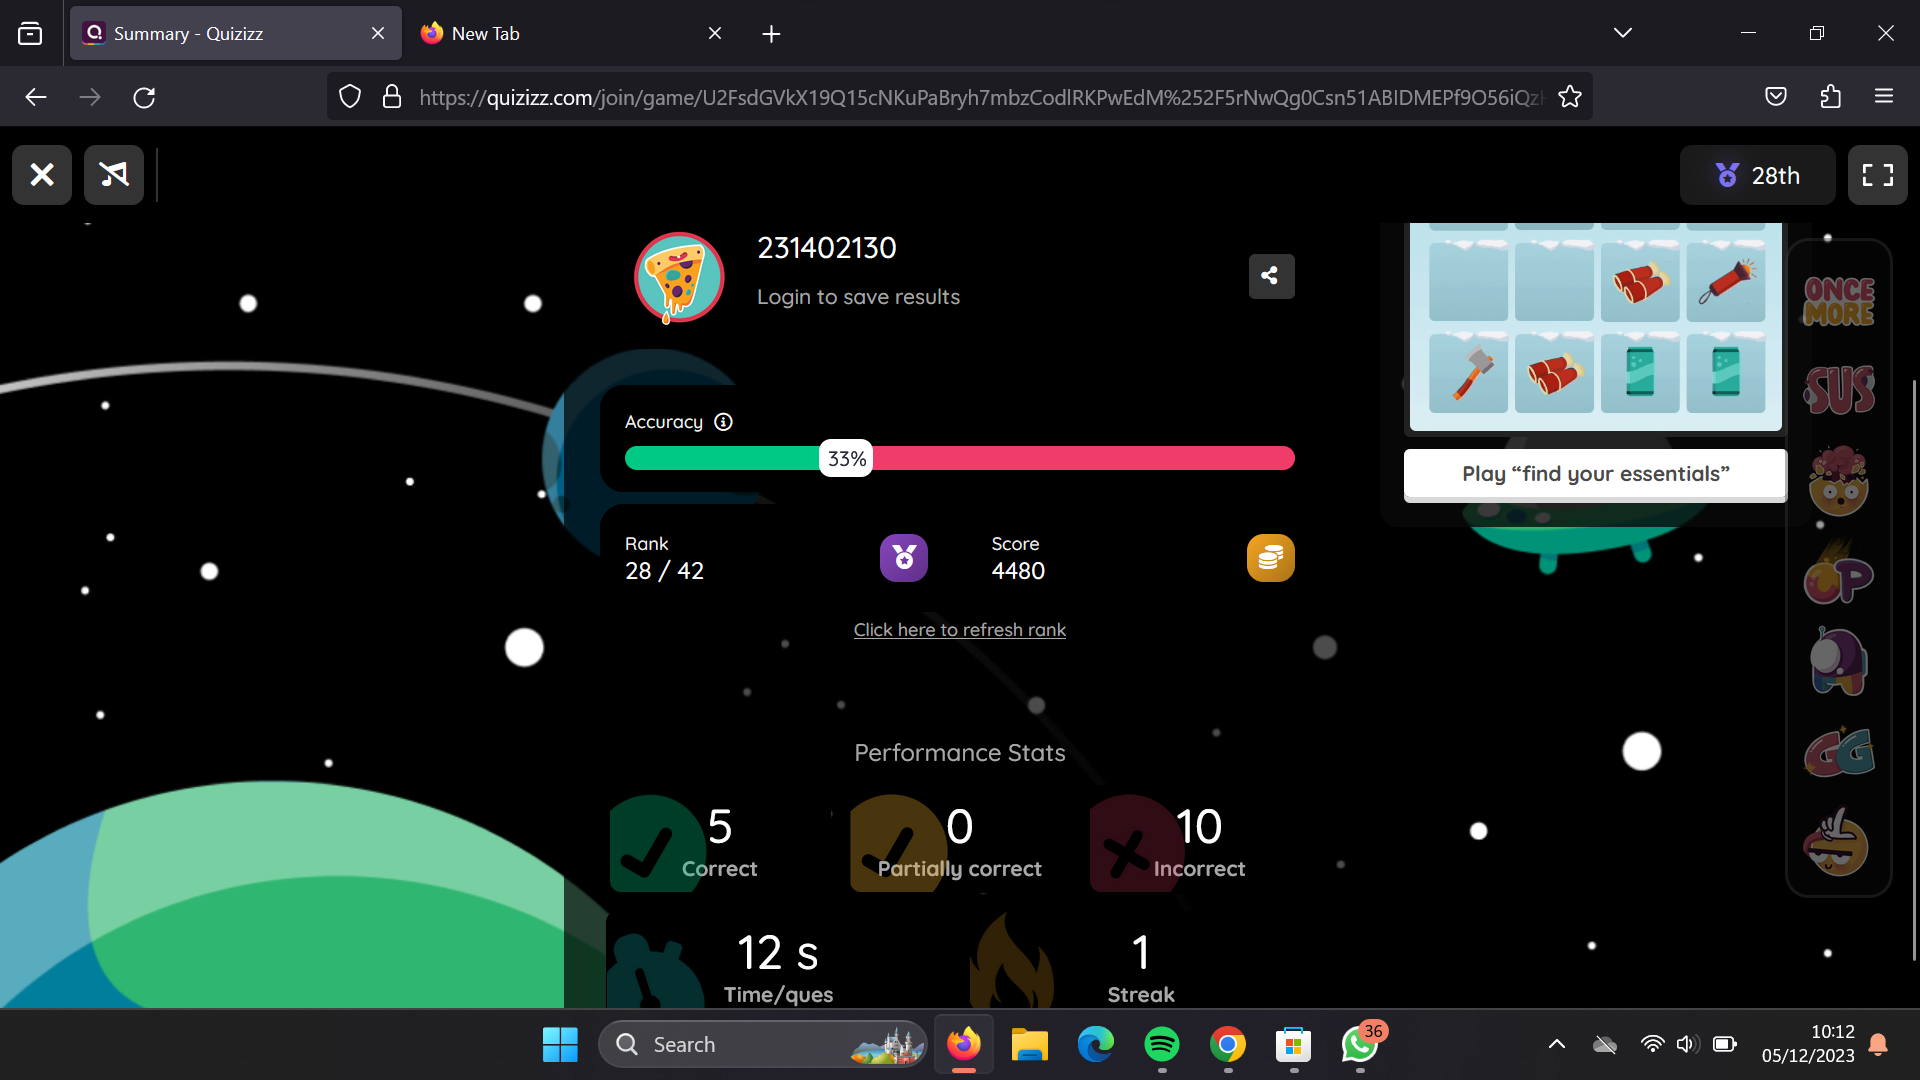 Summary - Quizizz
New Tab
https://quizizz.com/join/game/U2FsdGVkX19Q15cNKuPaBryh7mbzCodlRKPwEdM%252F5rNwQg0Csn51ABIDMEPf9O56iQzH
28th
231402130
Login to save results
ONCE
MORE
SUS
Accuracy
33%
Play “find your essentials”
Rank
28 / 42
Score
4480
OP
Click here to refresh rank
Performance Stats
GG
5
Correct
0
Partially correct
10
Incorrect
12 s
Time/ques
1
Streak
Search
36
10:12
05/12/2023